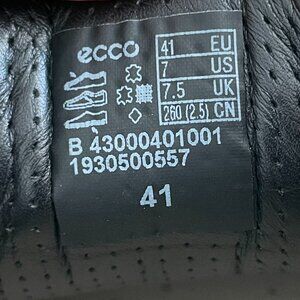 ecco
41 EU
7 US
7.5 UK
260 (2.5) CN
B 43000401001
1930500557
41